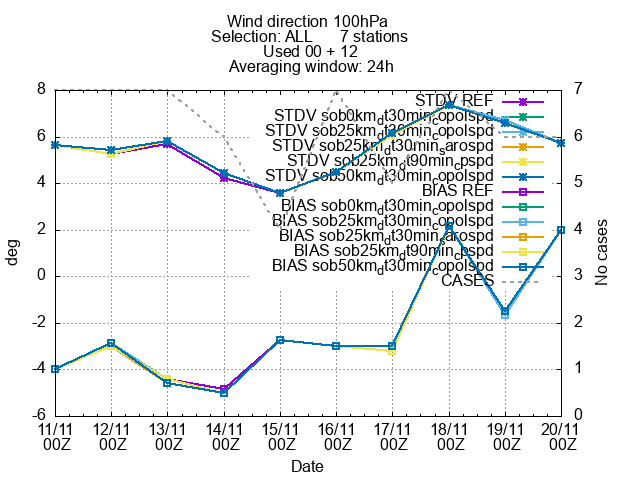 Wind direction 100hPa
Selection: ALL 7 stations
Used 00 + 12
Averaging window: 24h
8 7
STDV REF
STDV sob0km_dt30min_copolspd
STDV sob25km_dt30min_copolspd
6 6
STDV sob25km_dt30min_sarospd
STDV sob25km_dt90min_cpspd
STDV sob50km_dt30min_copolspd
4 5
BIAS REF
BIAS sob0km_dt30min_copolspd
BIAS sob25km_dt30min_copolspd
2 4
BIAS sob25km_dt30min_sarospd
BIAS sob25km_dt90min_cpspd
BIAS sob50km_dt30min_copolspd
0 3
CASES
-2 2
-4 1
-6 0
deg
No cases
11/11 12/11 13/11 14/11 15/11 16/11 17/11 18/11 19/11 20/11
00Z 00Z 00Z 00Z 00Z 00Z 00Z 00Z 00Z 00Z
Date